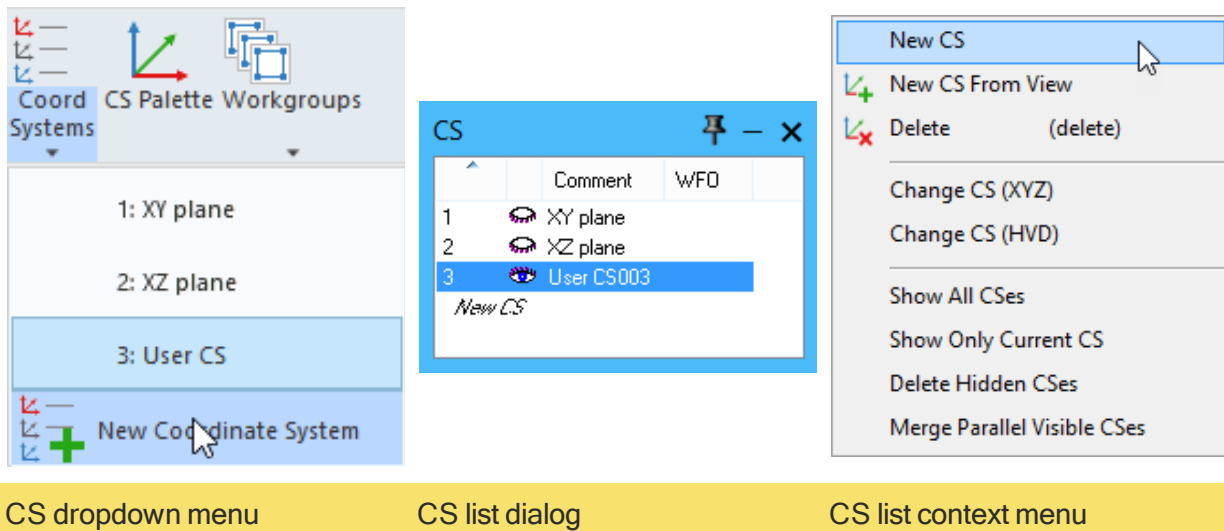 Coord
Systems
CS Palette
Workgroups
1: XY plane
2: XZ plane
3: User CS
New Coordinate System
CS
Comment WFO
1 XY plane
2 XZ plane
3 User CS003
New CS
New CS
New CS From View
Delete (delete)
Change CS (XYZ)
Change CS (HVD)
Show All CSes
Show Only Current CS
Delete Hidden CSes
Merge Parallel Visible CSes
CS dropdown menu
CS list dialog
CS list context menu